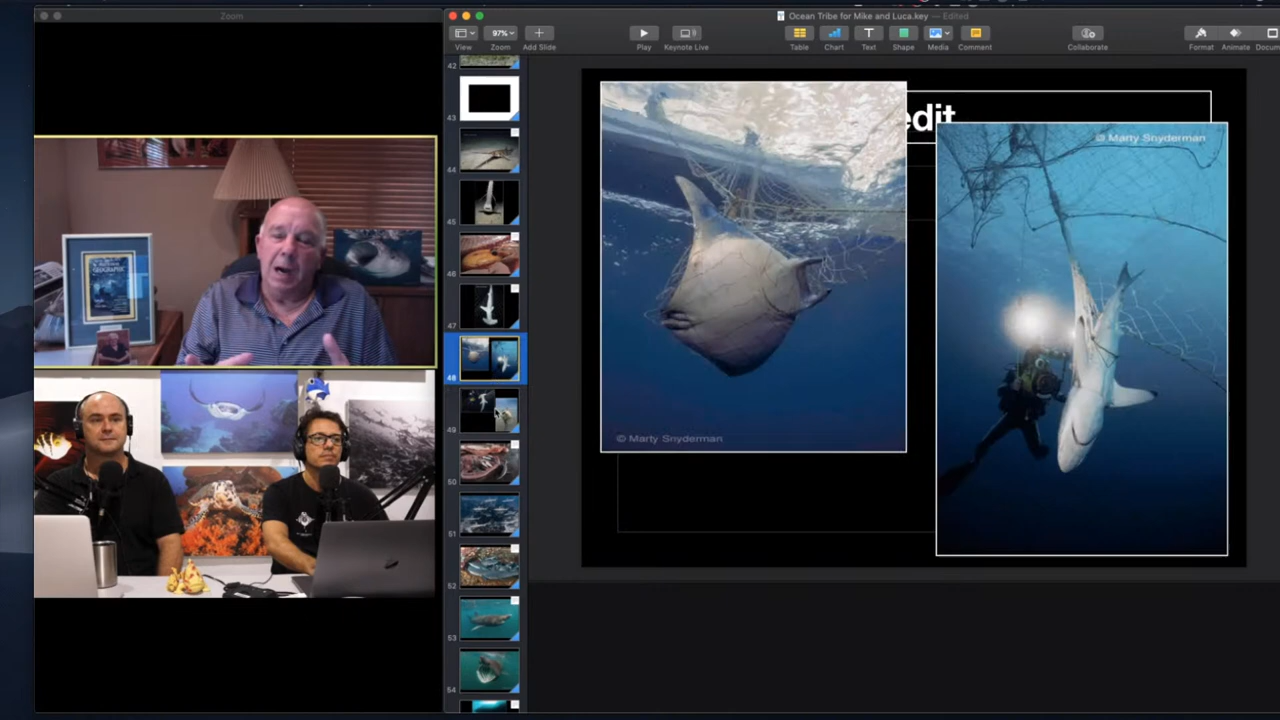 Zoom
Ocean Tribe for Mike and Luca.key — Edited
97%
View
Zoom
Add Slide
Play
Keynote Live
Table
Chart
Text
Shape
Media
Comment
Collaborate
Format
Animate
Docum
42
43
44
45
46
47
48
49
50
51
52
53
54
edit
© Marty Snyderman
© Marty Snyderman
GEOGRAPHIC